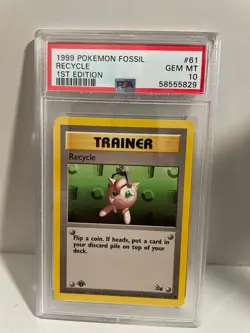 1999 POKEMON FOSSIL #61
RECYCLE GEM MT
1ST EDITION 10
PSA 58555829
TRAINER
Recycle
Flip a coin. If heads, put a card in
your discard pile on top of your
deck.